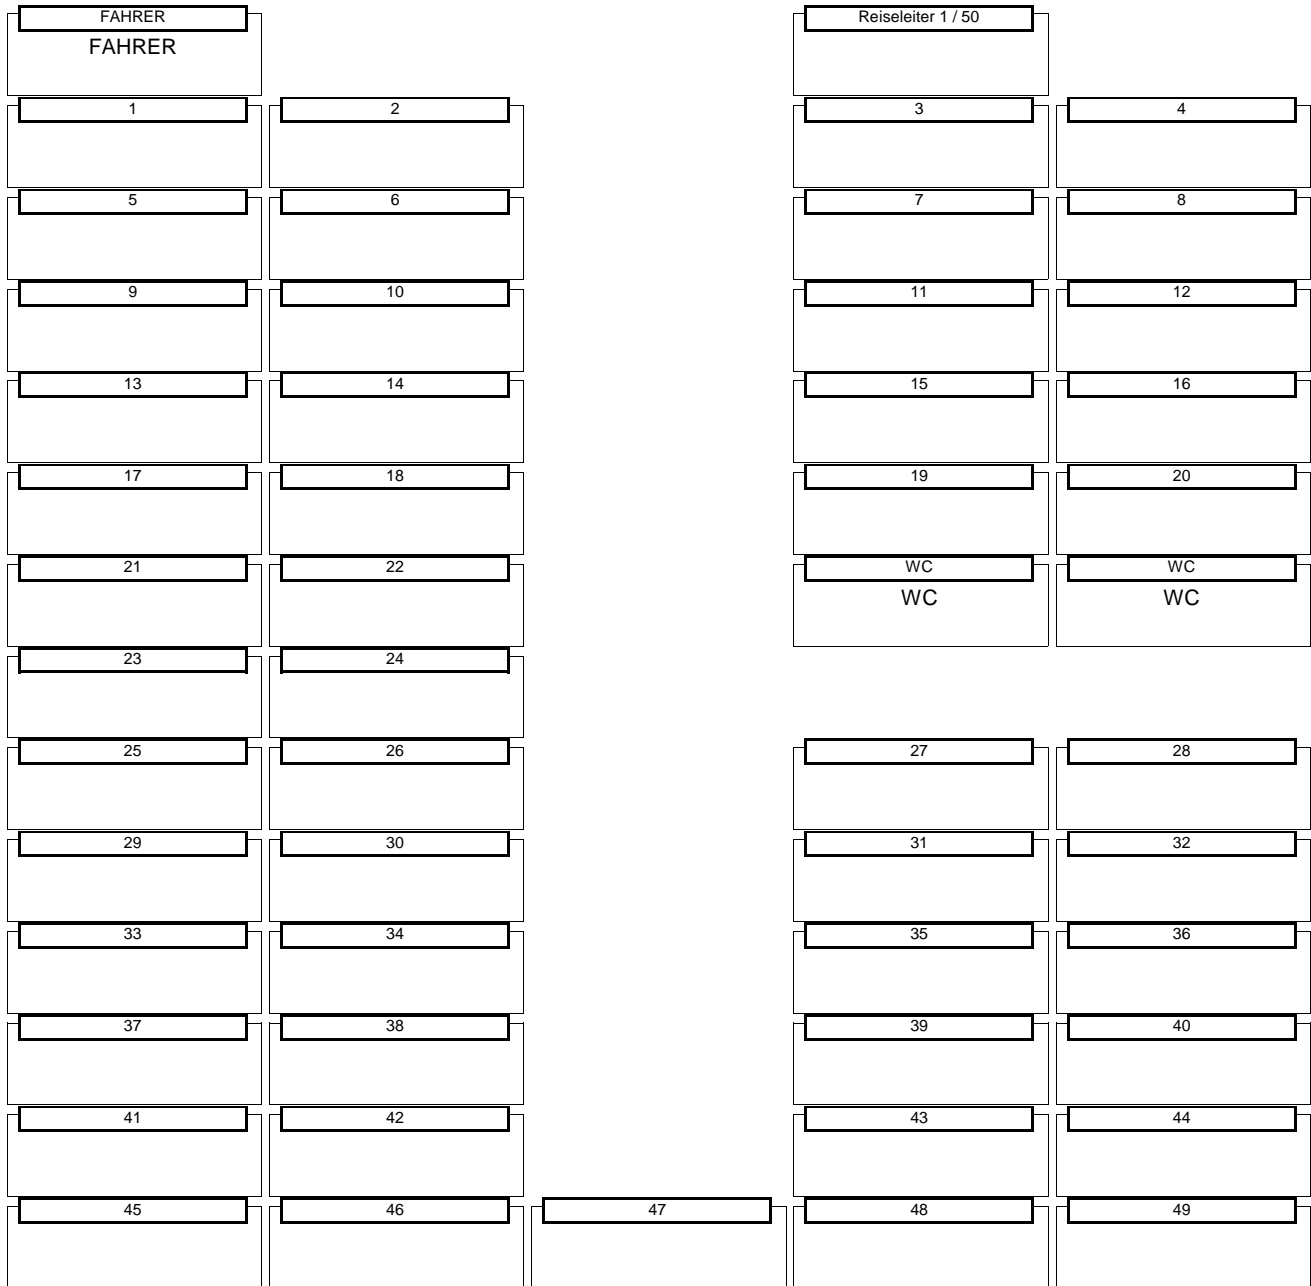 FAHRER Reiseleiter 1 / 50
FAHRER
1 2 3 4
5 6 7 8
9 10 11 12
13 14 15 16
17 18 19 20
21 22 WC WC
WC WC
23 24
25 26 27 28
29 30 31 32
33 34 35 36
37 38 39 40
41 42 43 44
45 46 47 48 49